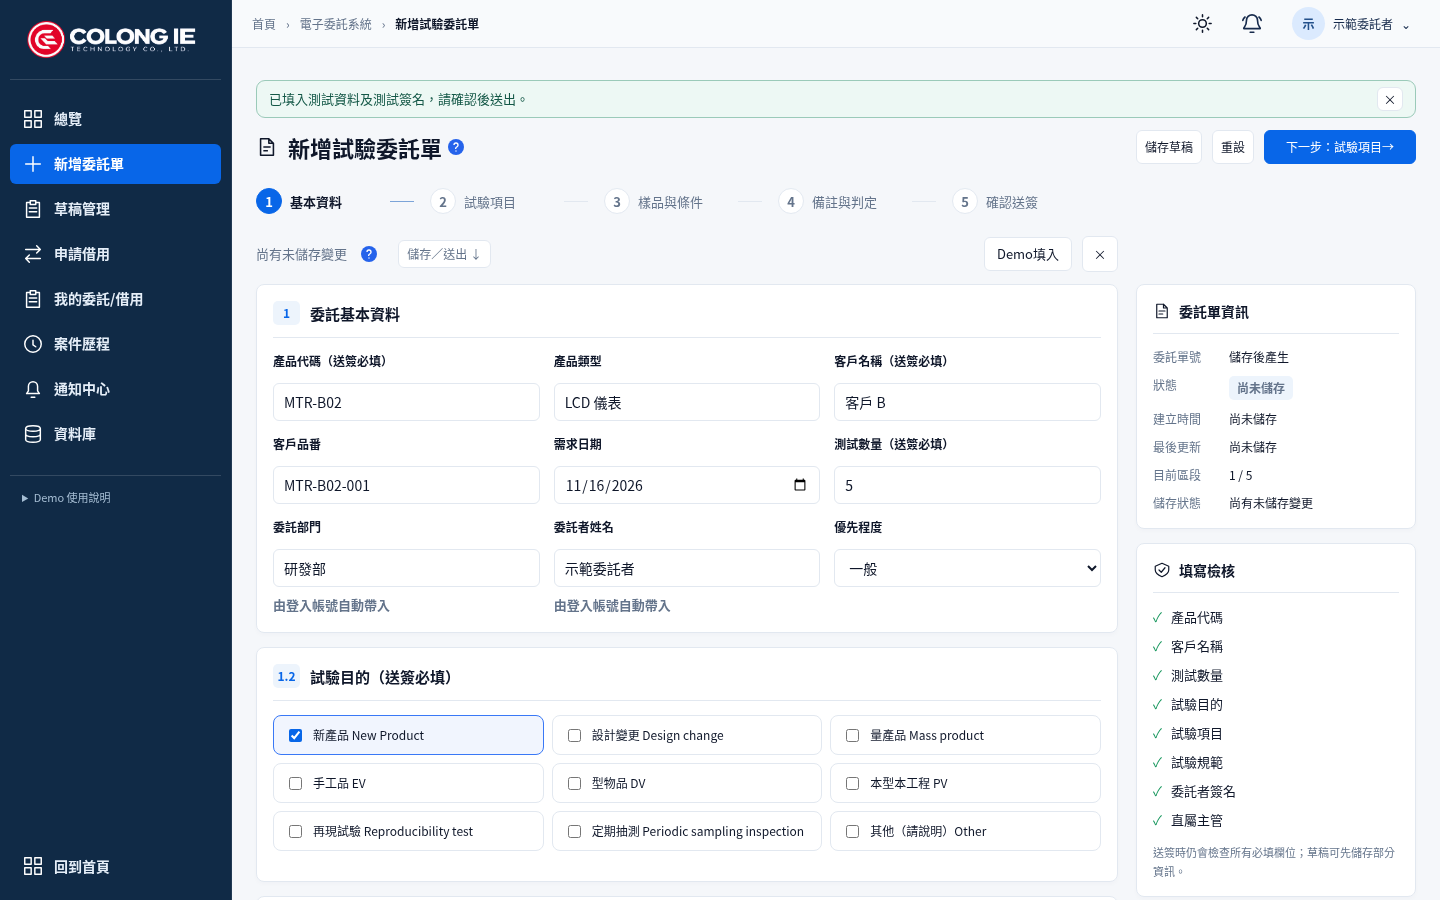 COLONG IE
TECHNOLOGY CO., LTD.
總覽
新增委託單
草稿管理
申請借用
我的委託/借用
案件歷程
通知中心
資料庫
Demo 使用說明
回到首頁
首頁 › 電子委託系統 › 新增試驗委託單
示 示範委託者
已填入測試資料及測試簽名，請確認後送出。
新增試驗委託單 ?
儲存草稿 重設 下一步：試驗項目→
1 基本資料 2 試驗項目 3 樣品與條件 4 備註與判定 5 確認送簽
尚有未儲存變更 ? 儲存／送出 ↓ Demo填入 ×
1 委託基本資料
產品代碼（送簽必填） 產品類型 客戶名稱（送簽必填）
MTR-B02 LCD 儀表 客戶 B
客戶品番 需求日期 測試數量（送簽必填）
MTR-B02-001 11/16/2026 5
委託部門 委託者姓名 優先程度
研發部 示範委託者 一般
由登入帳號自動帶入 由登入帳號自動帶入
1.2 試驗目的（送簽必填）
新產品 New Product 設計變更 Design change 量產品 Mass product
手工品 EV 型物品 DV 本型本工程 PV
再現試驗 Reproducibility test 定期抽測 Periodic sampling inspection 其他（請說明）Other
委託單資訊
委託單號 儲存後產生
狀態 尚未儲存
建立時間 尚未儲存
最後更新 尚未儲存
目前區段 1 / 5
儲存狀態 尚有未儲存變更
填寫檢核
✓ 產品代碼
✓ 客戶名稱
✓ 測試數量
✓ 試驗目的
✓ 試驗項目
✓ 試驗規範
✓ 委託者簽名
✓ 直屬主管
送簽時仍會檢查所有必填欄位；草稿可先儲存部分
資訊。